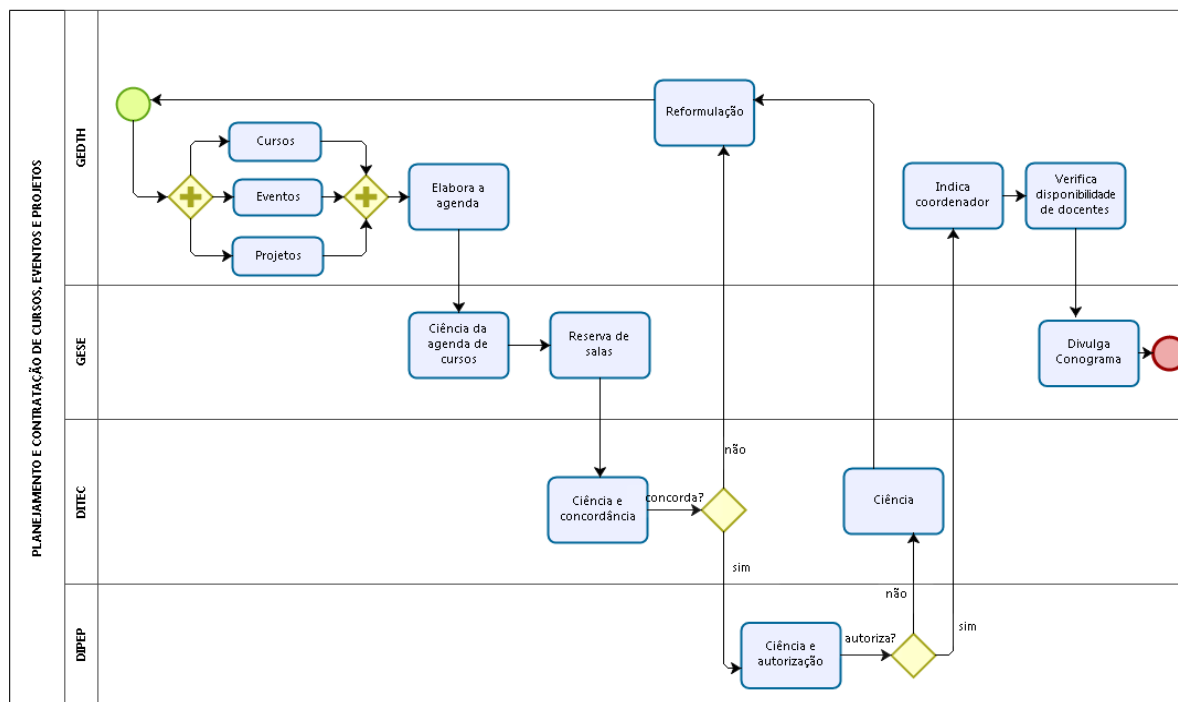 PLANEJAMENTO E CONTRATAÇÃO DE CURSOS, EVENTOS E PROJETOS
GEDTH
Cursos
Eventos
Projetos
Elabora a
agenda
Reformulação
Indica
coordenador
Verifica
disponibilidade
de docentes
GESE
Ciência da
agenda de
cursos
Reserva de
salas
Divulga
Conograma
DITEC
Ciência e
concordância
concorda?
não
sim
Ciência
DIPEP
Ciência e
autorização
autoriza?
não
sim